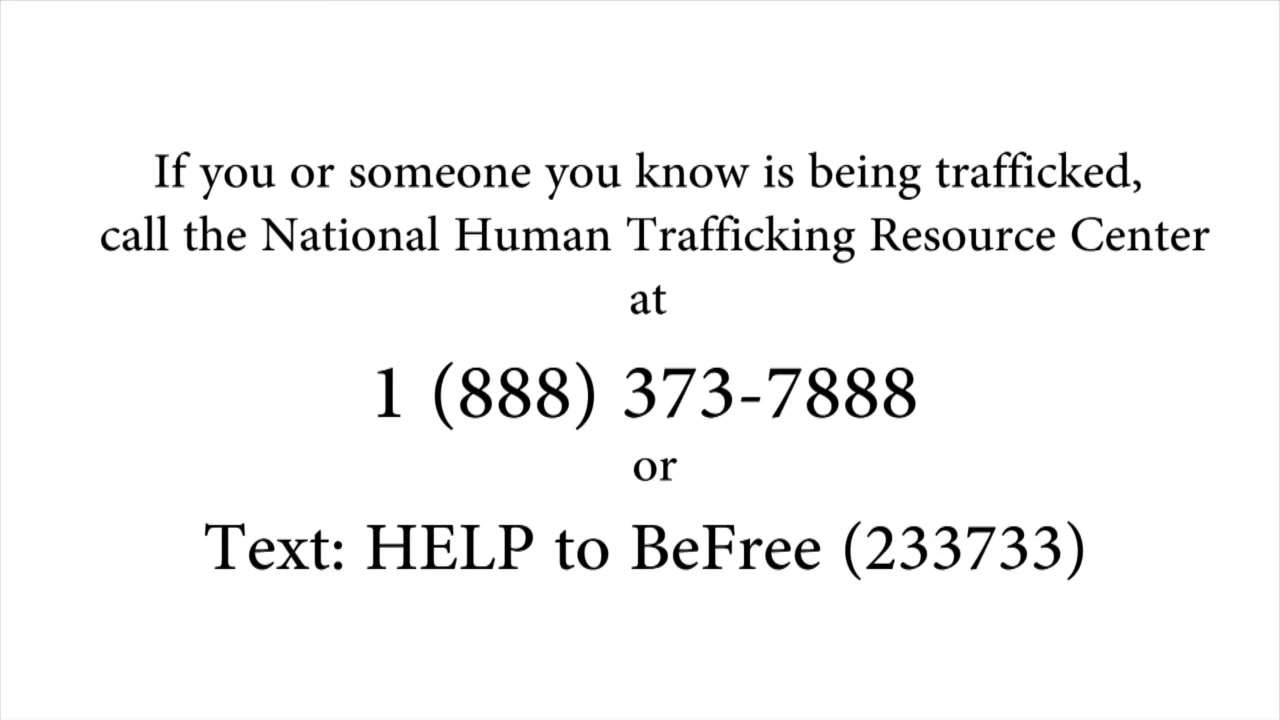 If you or someone you know is being trafficked,
call the National Human Trafficking Resource Center
at
1 (888) 373-7888
or
Text: HELP to BeFree (233733)